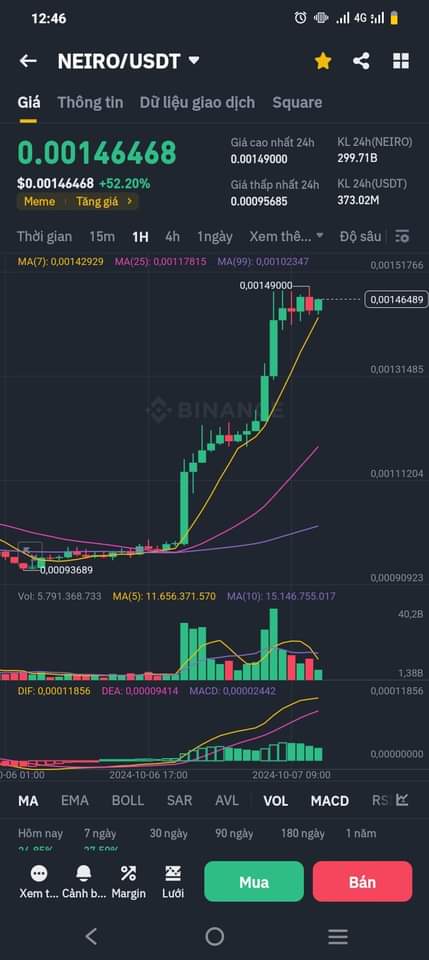 12:46 4G
NEIRO/USDT
Giá Thông tin Dữ liệu giao dịch Square
0.00146468
$0.00146468 +52.20%
Meme Tăng giá
Giá cao nhất 24h KL 24h(NEIRO)
0.00149000 299.71B
Giá thấp nhất 24h KL 24h(USDT)
0.00095685 373.02M
Thời gian 15m 1H 4h 1ngày Xem thê... Độ sâu
MA(7): 0,00142929 MA(25): 0,00117815 MA(99): 0,00102347
0,00151766
0,00149000
0,00146489
0,00131485
BINANCE
0,00111204
0,00093689
0,00090923
Vol: 5.791.368.733 MA(5): 11.656.371.570 MA(10): 15.146.755.017
40,2B
1,38B
DIF: 0,00011856 DEA: 0,00009414 MACD: 0,00002442
0,00011856
0,00000000
0-06 01:00 2024-10-06 17:00 2024-10-07 09:00
MA EMA BOLL SAR AVL VOL MACD RS
Hôm nay 7 ngày 30 ngày 90 ngày 180 ngày 1 năm
Xem t... Cảnh b... Margin Lưới
Mua Bán